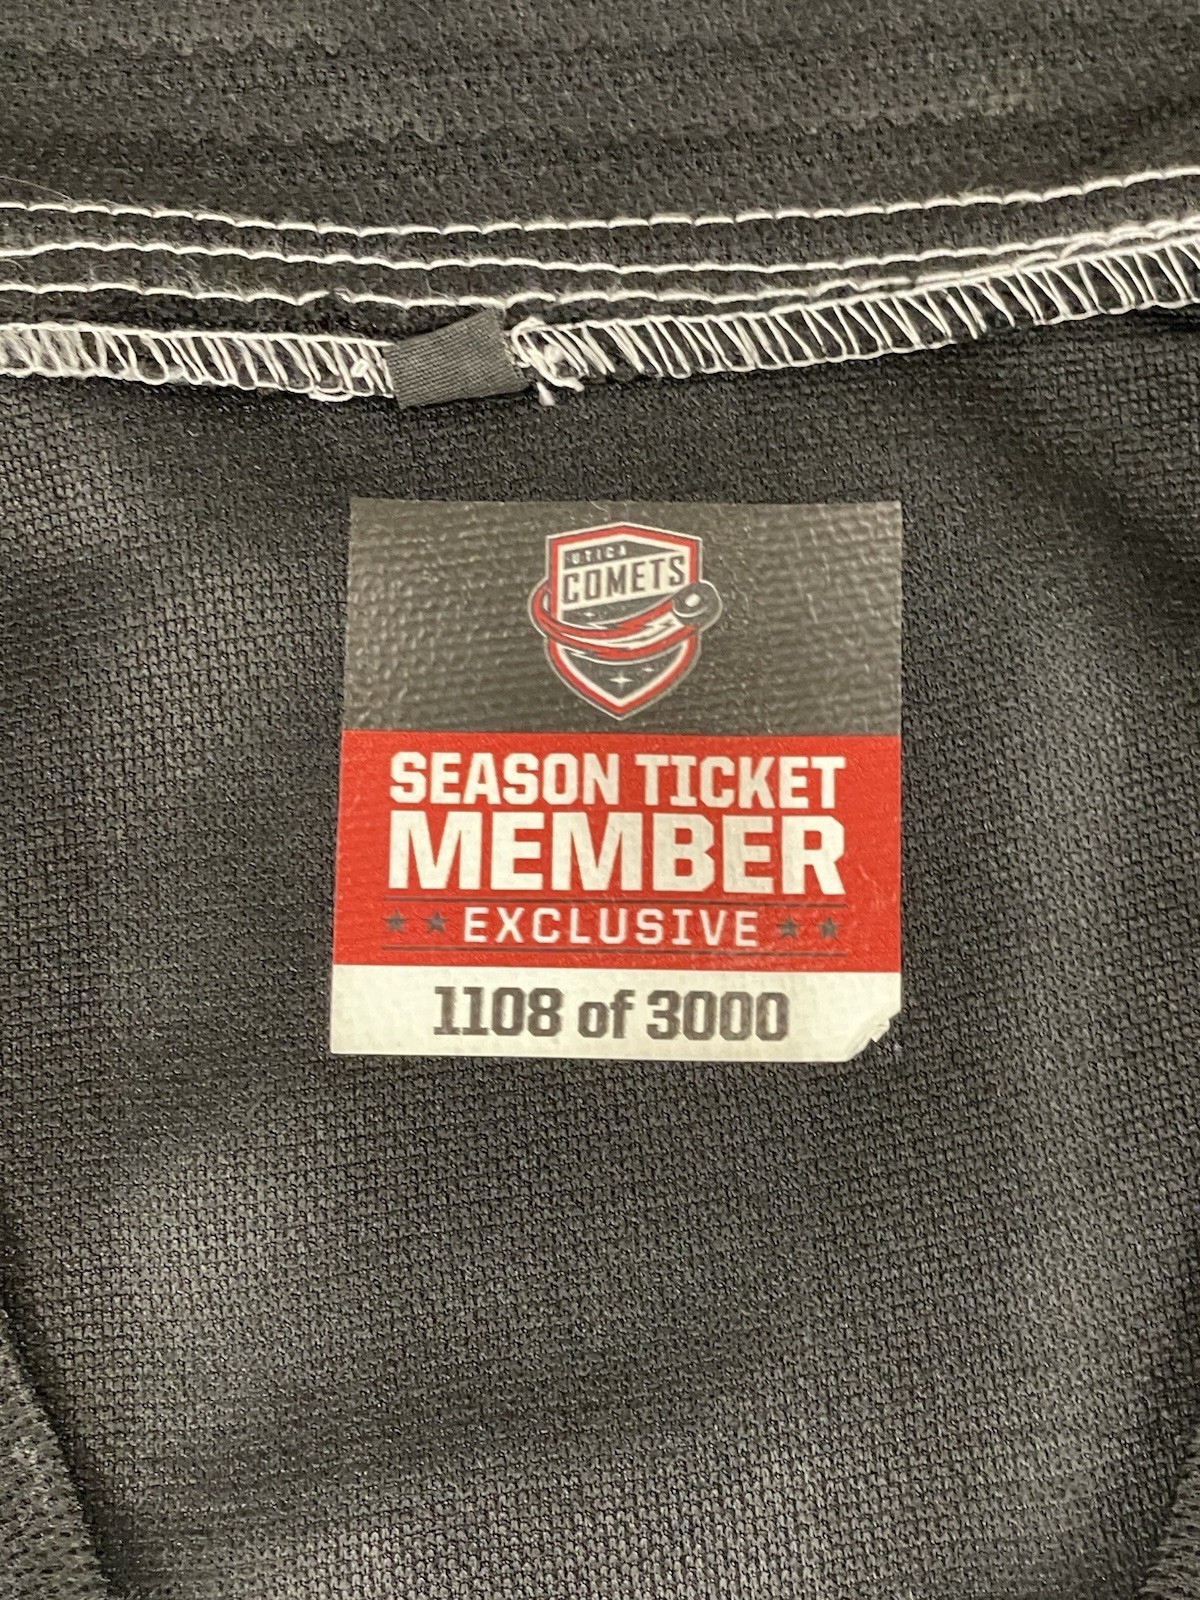 UTICA
COMETS
SEASON TICKET
MEMBER
EXCLUSIVE
1108 of 3000